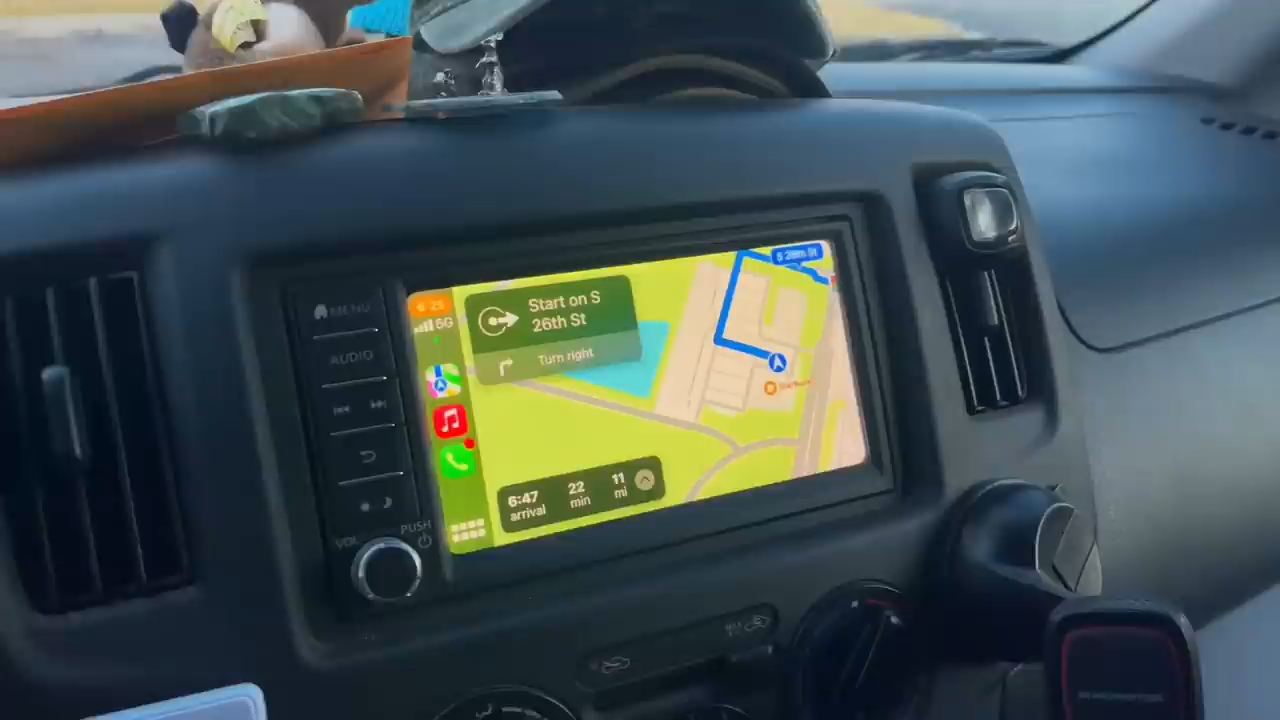 MENU
AUDIO
VOL
PUSH
6:25
5G
Start on S
26th St
Turn right
S 26th St
6:47
arrival
22
min
11
mi